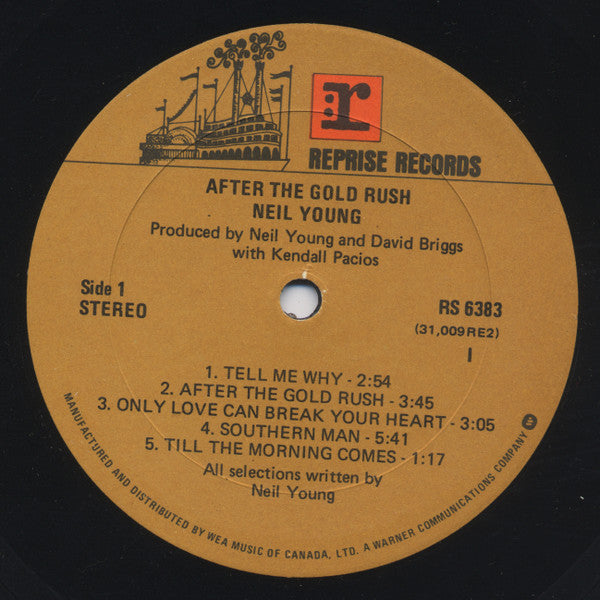 :r
REPRISE RECORDS
AFTER THE GOLD RUSH
NEIL YOUNG
Produced by Neil Young and David Briggs
with Kendall Pacios
Side 1
STEREO
RS 6383
(31,009RE2)
I
1. TELL ME WHY - 2:54
2. AFTER THE GOLD RUSH - 3:45
3. ONLY LOVE CAN BREAK YOUR HEART - 3:05
4. SOUTHERN MAN - 5:41
5. TILL THE MORNING COMES - 1:17
All selections written by
Neil Young
MANUFACTURED AND DISTRIBUTED BY WEA MUSIC OF CANADA, LTD. A WARNER COMMUNICATIONS COMPANY